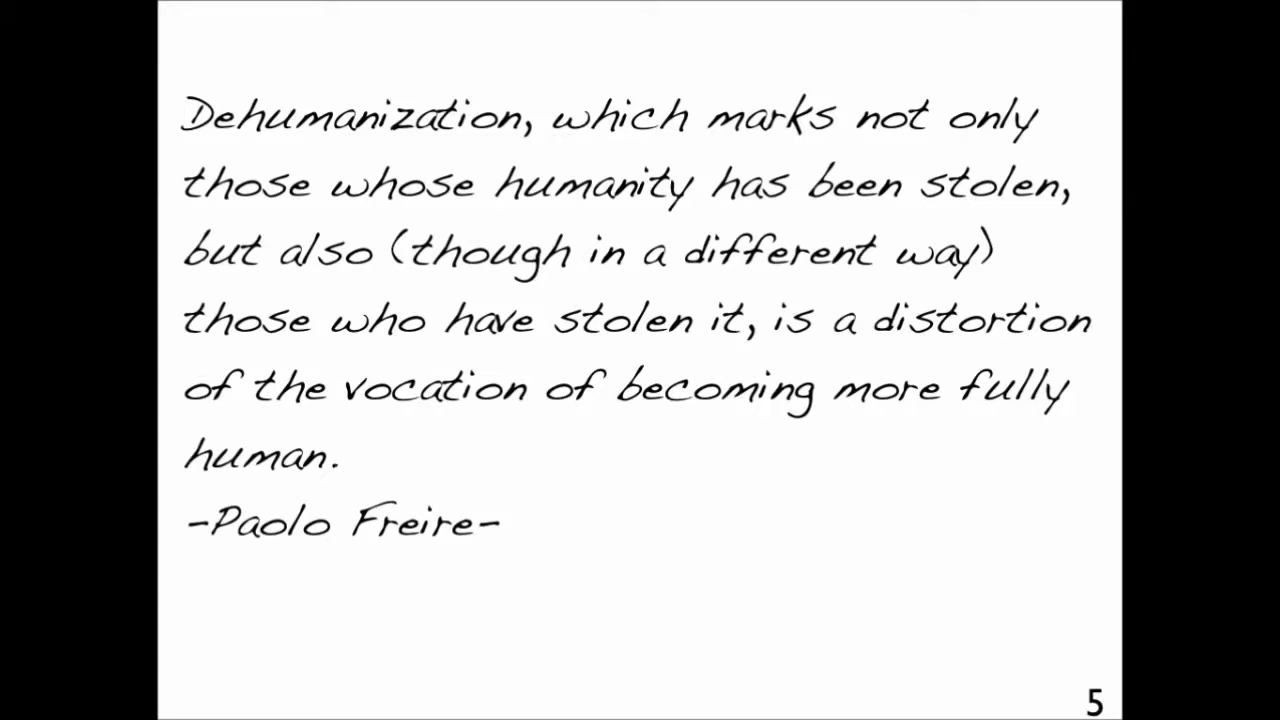 Dehumanization, which marks not only
those whose humanity has been stolen,
but also (though in a different way)
those who have stolen it, is a distortion
of the vocation of becoming more fully
human.
-Paolo Freire-
5